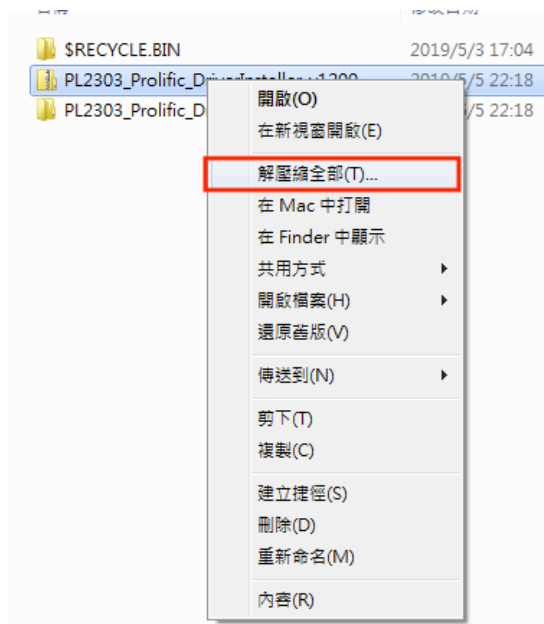 $RECYCLE.BIN 2019/5/3 17:04
PL2303_Prolific_DriverInstaller_v1200 2019/5/5 22:18
PL2303_Prolific_D /5 22:18
開啟(O)
在新視窗開啟(E)
解壓縮全部(T)...
在 Mac 中打開
在 Finder 中顯示
共用方式
開啟檔案(H)
還原舊版(V)
傳送到(N)
剪下(T)
複製(C)
建立捷徑(S)
刪除(D)
重新命名(M)
內容(R)